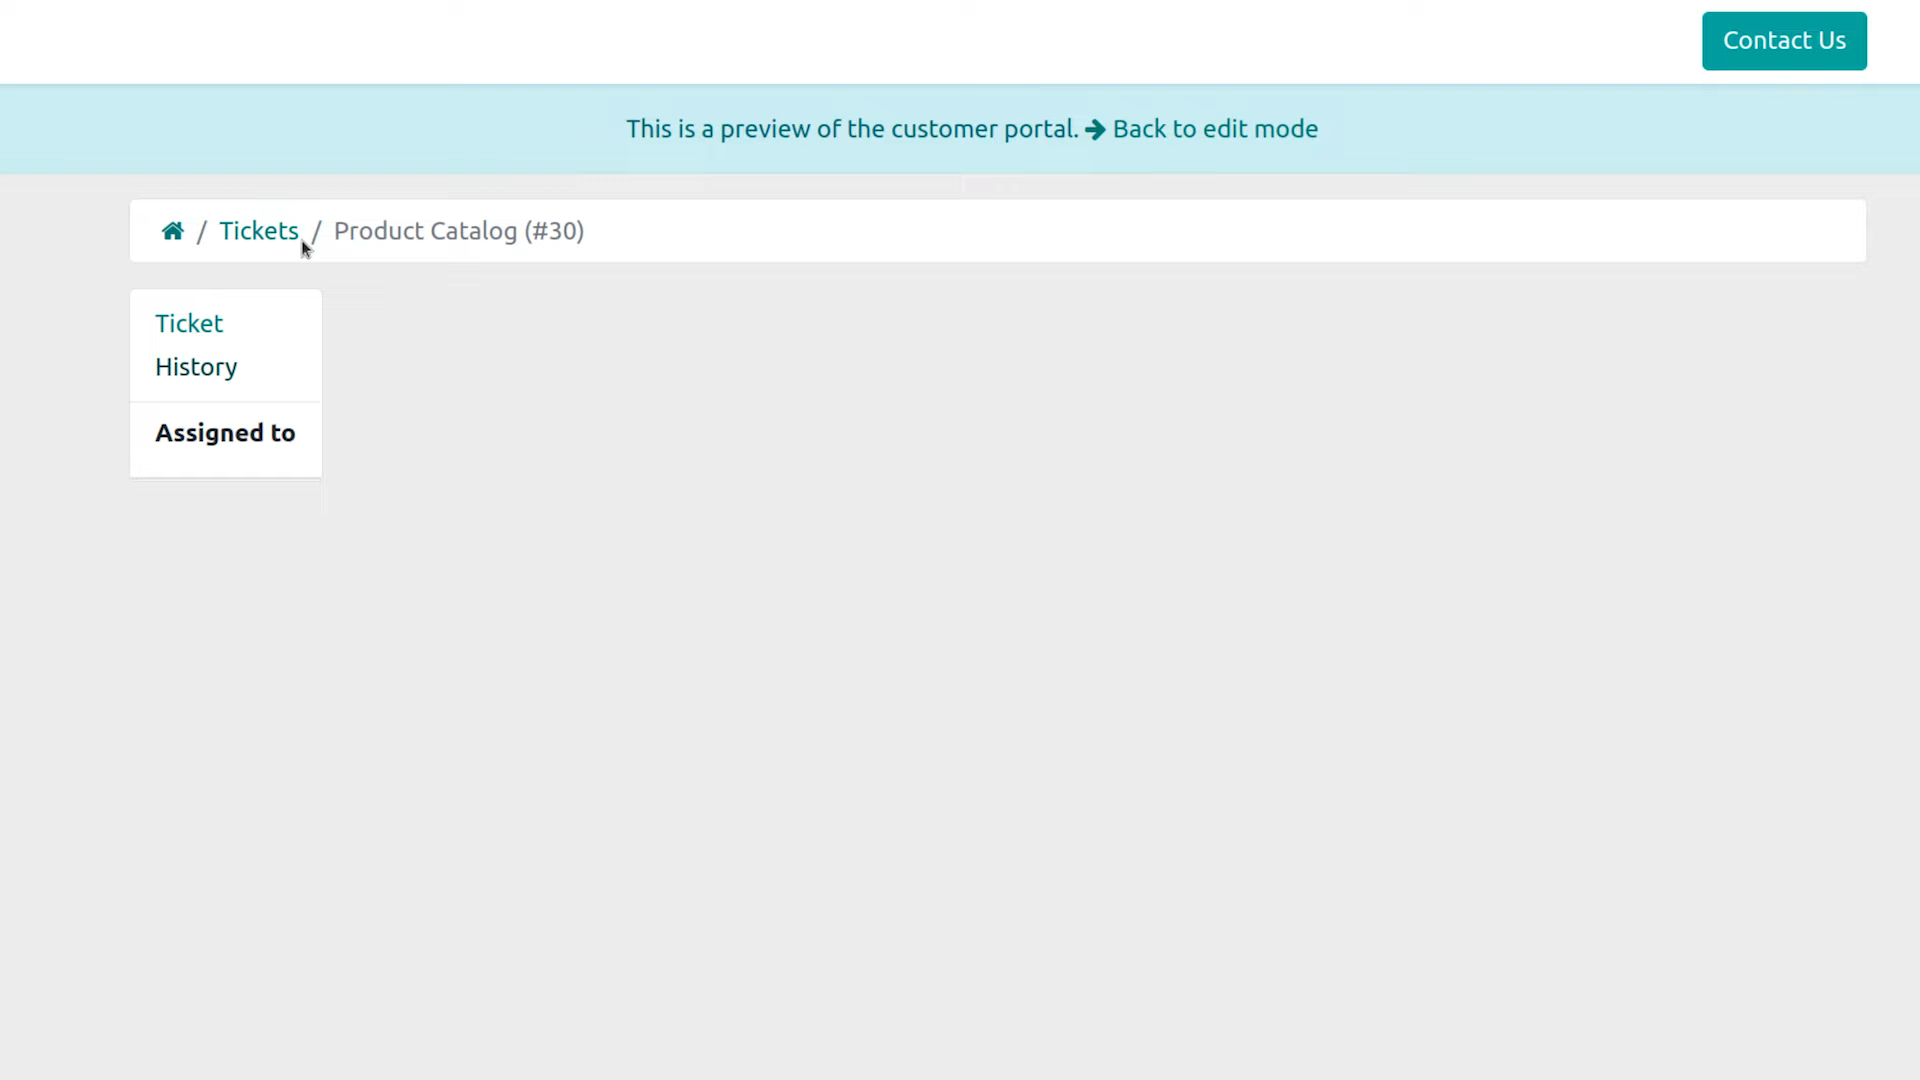 Contact Us
This is a preview of the customer portal. Back to edit mode
/ Tickets / Product Catalog (#30)
Ticket
History
Assigned to